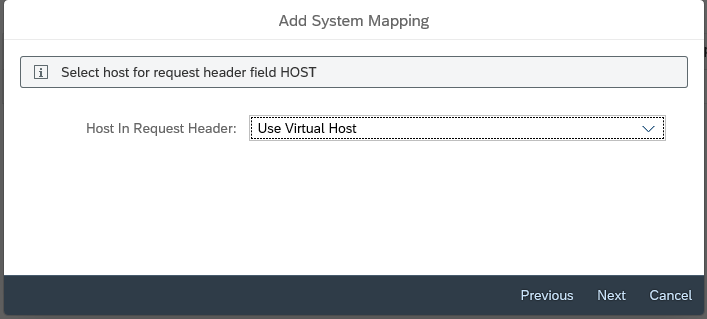 Add System Mapping
Select host for request header field HOST
Host In Request Header: Use Virtual Host
Previous Next Cancel